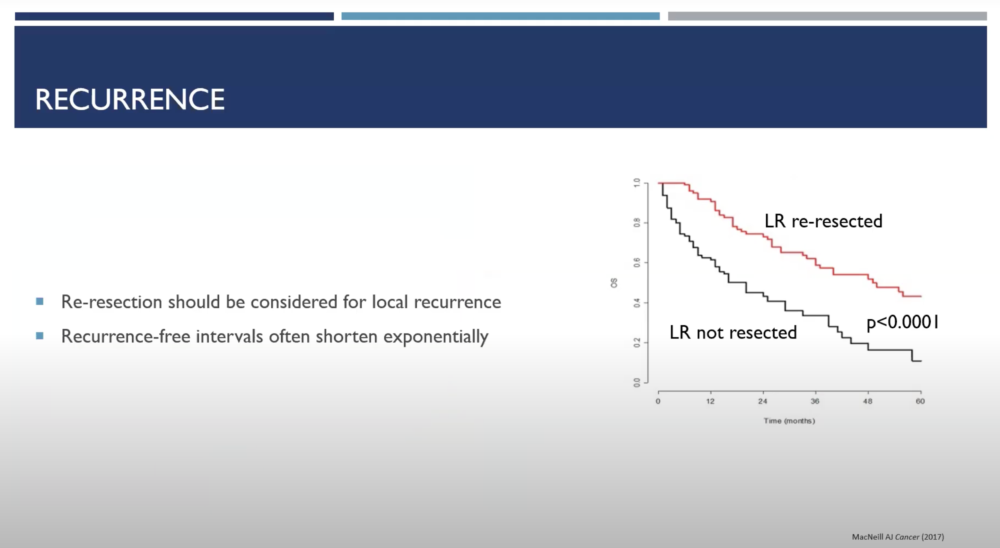 RECURRENCE
Re-resection should be considered for local recurrence
Recurrence-free intervals often shorten exponentially
1.0
0.8
0.6
0.4
0.2
0.0
OS
LR re-resected
LR not resected
p<0.0001
0 12 24 36 48 60
Time (months)
MacNeill AJ Cancer (2017)